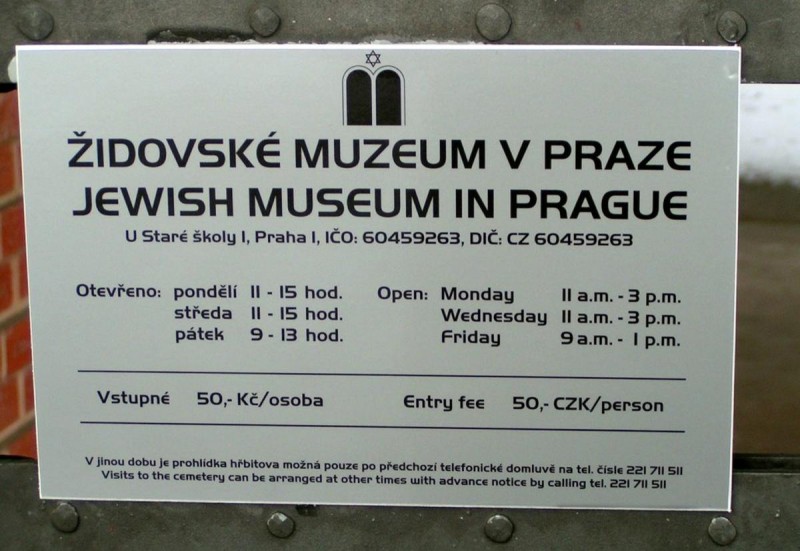 ŽIDOVSKÉ MUZEUM V PRAZE
JEWISH MUSEUM IN PRAGUE
U Staré školy 1, Praha 1, IČO: 60459263, DIČ: CZ 60459263
Otevřeno: pondělí 11 - 15 hod. Open: Monday 11 a.m. - 3 p.m.
středa 11 - 15 hod. Wednesday 11 a.m. - 3 p.m.
pátek 9 - 13 hod. Friday 9 a.m. - 1 p.m.
Vstupné 50,- Kč/osoba Entry fee 50,- CZK/person
V jinou dobu je prohlídka hřbitova možná pouze po předchozí telefonické domluvě na tel. čísle 221 711 511
Visits to the cemetery can be arranged at other times with advance notice by calling tel. 221 711 511